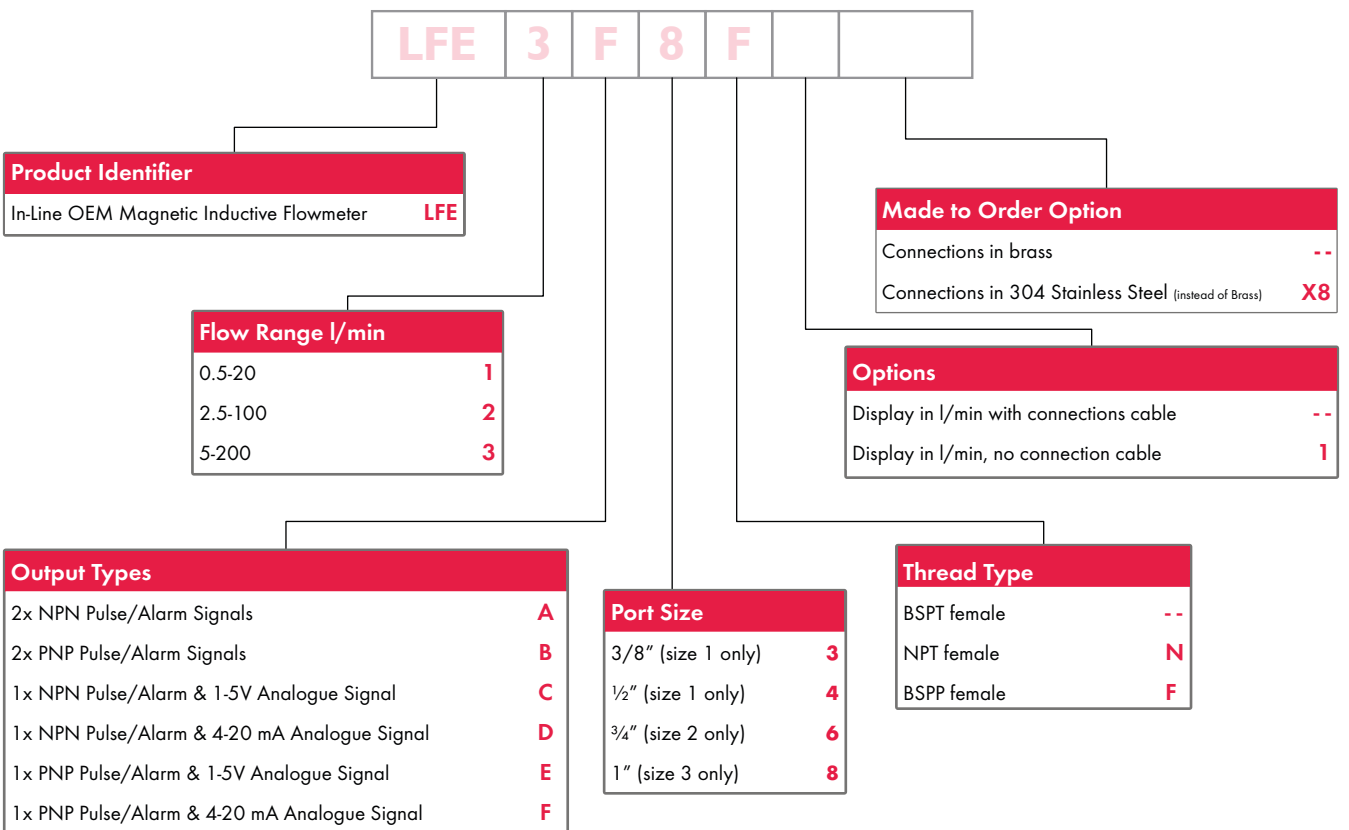 LFE 3 F 8 F
Product Identifier
In-Line OEM Magnetic Inductive Flowmeter LFE
Made to Order Option
Connections in brass - -
Connections in 304 Stainless Steel (instead of Brass) X8
Flow Range l/min
0.5-20 1
2.5-100 2
5-200 3
Options
Display in l/min with connections cable - -
Display in l/min, no connection cable 1
Output Types
2x NPN Pulse/Alarm Signals A
2x PNP Pulse/Alarm Signals B
1x NPN Pulse/Alarm & 1-5V Analogue Signal C
1x NPN Pulse/Alarm & 4-20 mA Analogue Signal D
1x PNP Pulse/Alarm & 1-5V Analogue Signal E
1x PNP Pulse/Alarm & 4-20 mA Analogue Signal F
Port Size
3/8” (size 1 only) 3
½” (size 1 only) 4
¾” (size 2 only) 6
1” (size 3 only) 8
Thread Type
BSPT female - -
NPT female N
BSPP female F